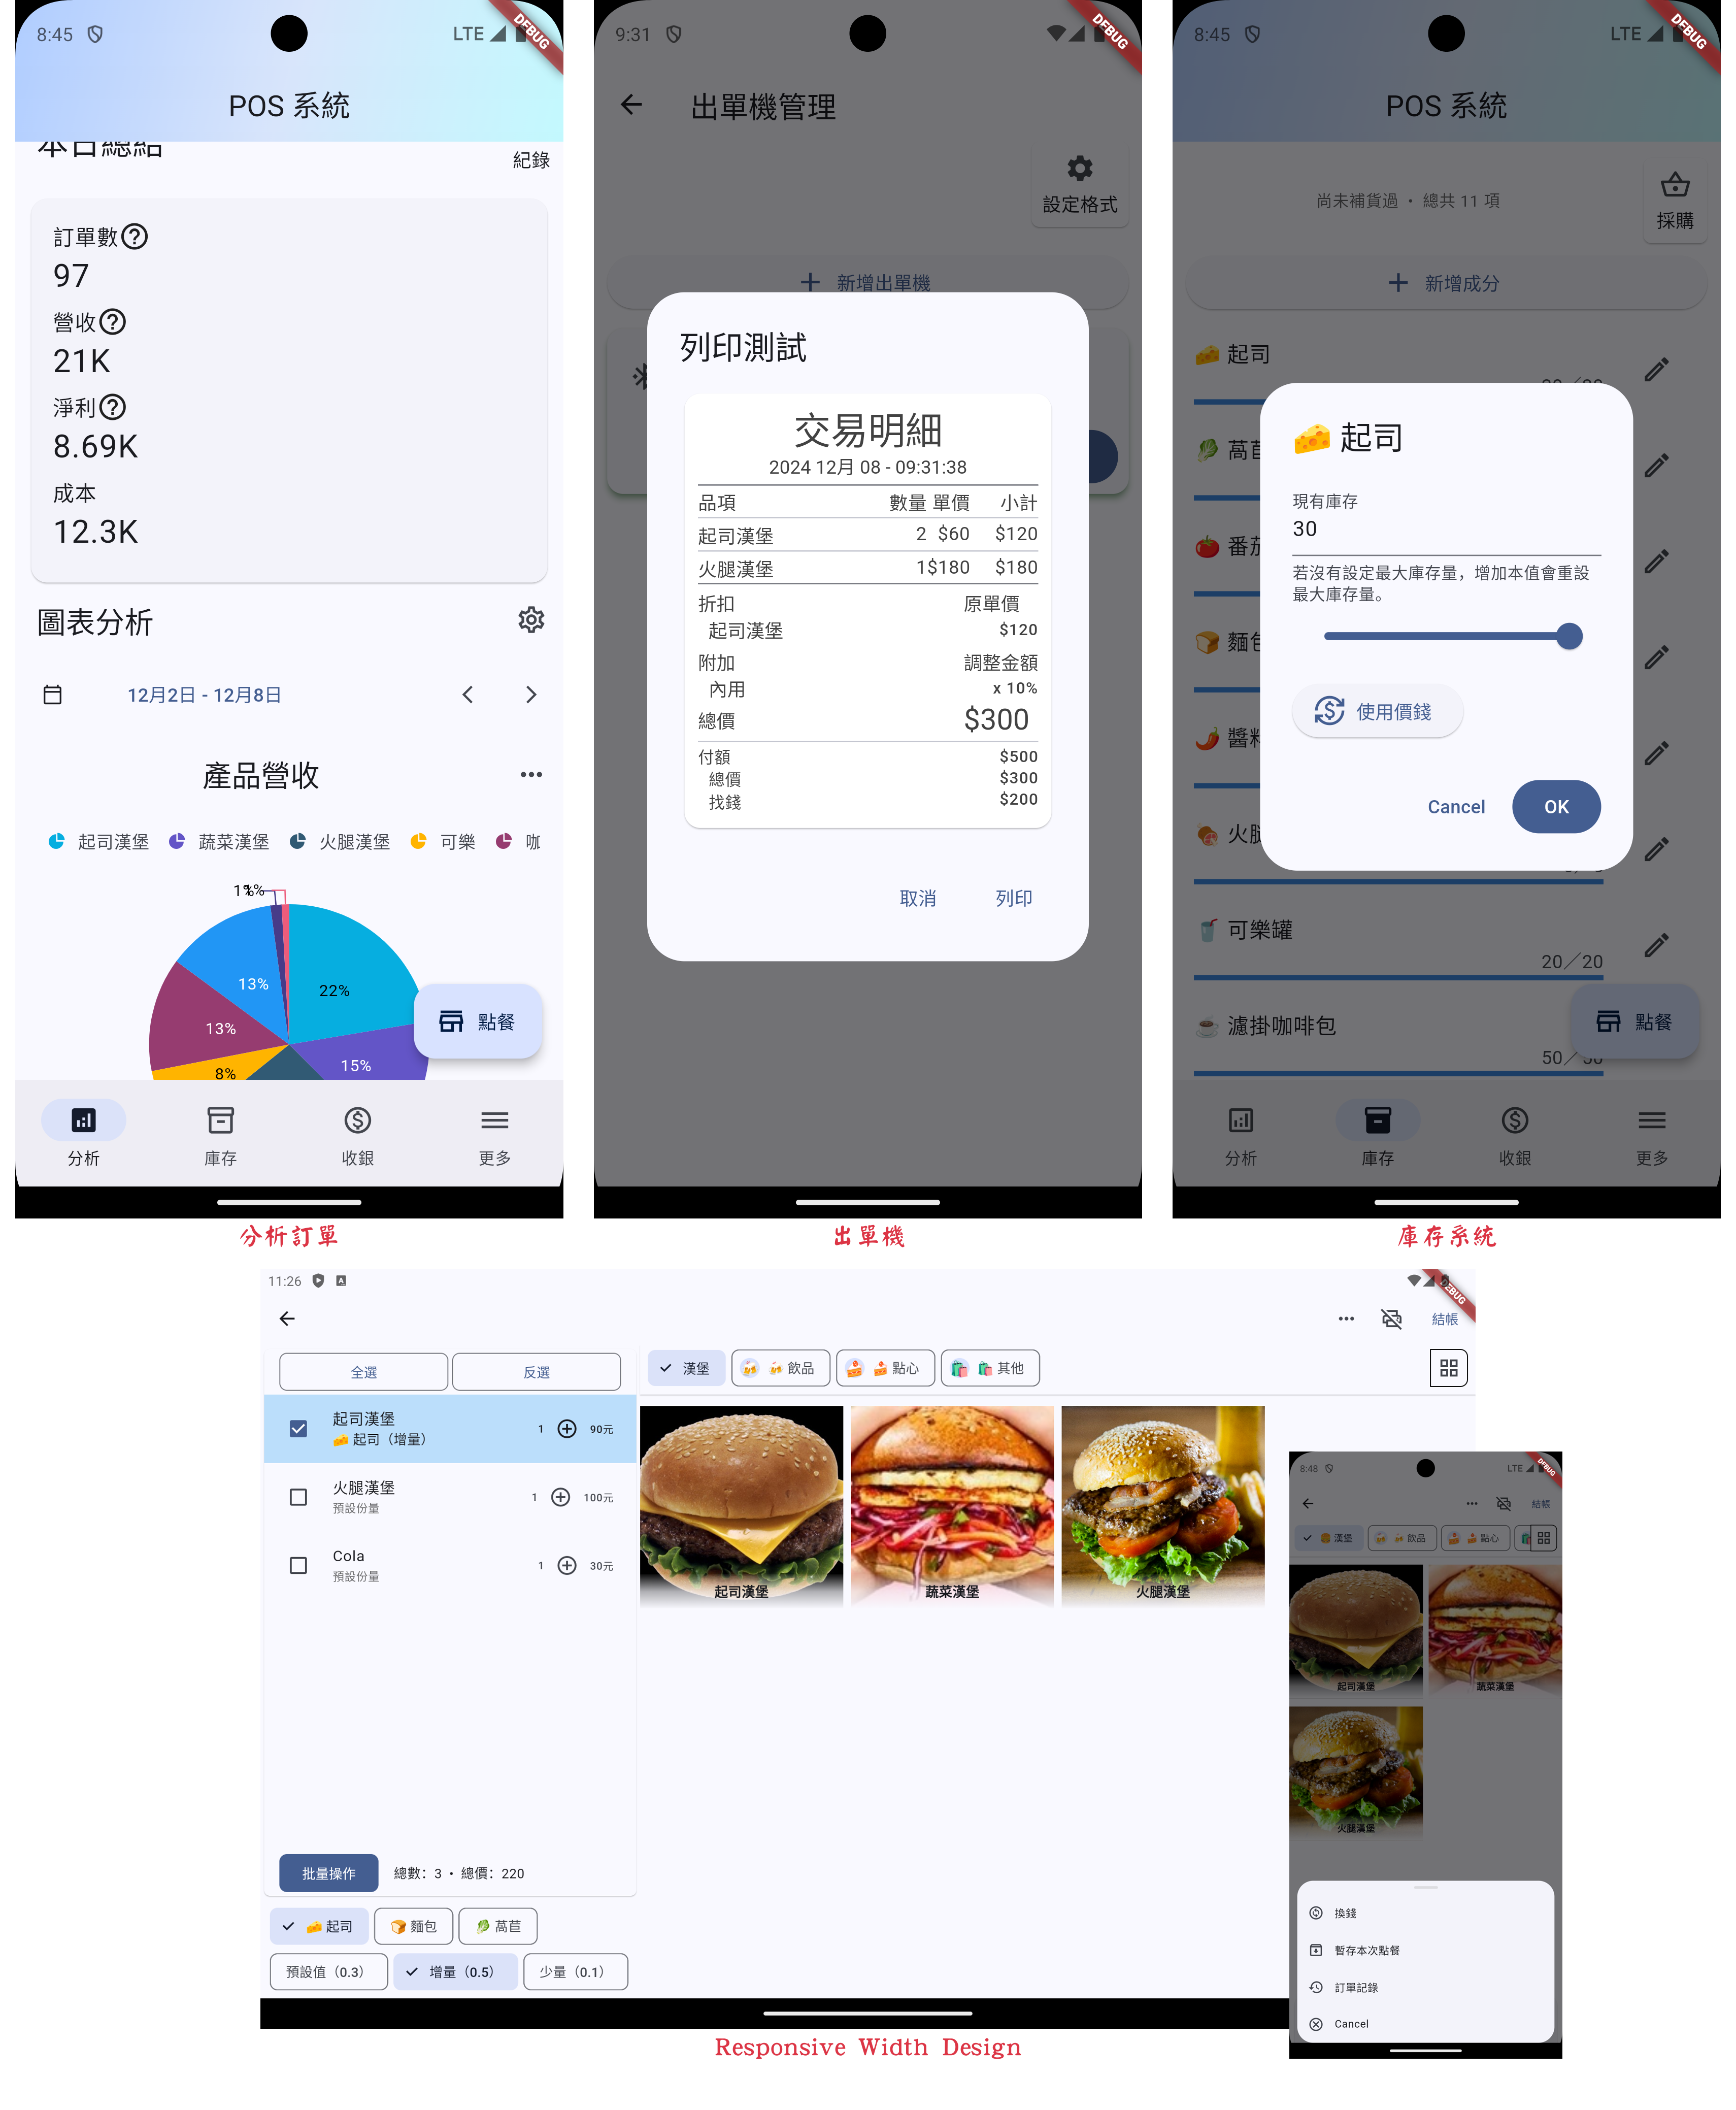 8:45
LTE
DEBUG
POS 系統
本日總結
紀錄
訂單數
97
營收
21K
淨利
8.69K
成本
12.3K
圖表分析
12月2日 - 12月8日
產品營收
起司漢堡 蔬菜漢堡 火腿漢堡 可樂 咖
1%
1%
13%
22%
13%
15%
8%
點餐
分析 庫存 收銀 更多
分析訂單
9:31
DEBUG
出單機管理
設定格式
新增出單機
列印測試
交易明細
2024 12月 08 - 09:31:38
品項 數量 單價 小計
起司漢堡 2 $60 $120
火腿漢堡 1 $180 $180
折扣 原單價
起司漢堡 $120
附加 調整金額
內用 x 10%
總價 $300
付額 $500
總價 $300
找錢 $200
取消 列印
出單機
8:45
LTE
DEBUG
POS 系統
尚未補貨過 • 總共 11 項
採購
新增成分
起司
萵苣
番茄
麵包
醬料
火腿
🧀 起司
現有庫存
30
若沒有設定最大庫存量，增加本值會重設
最大庫存量。
使用價錢
Cancel OK
可樂罐
20／20
濾掛咖啡包
50／50
點餐
分析 庫存 收銀 更多
庫存系統
11:26
DEBUG
結帳
全選 反選
漢堡 🍻 飲品 🍰 點心 🛍️ 其他
起司漢堡
🧀 起司（增量） 1 90元
火腿漢堡
預設份量 1 100元
Cola
預設份量 1 30元
起司漢堡 蔬菜漢堡 火腿漢堡
批量操作 總數：3 • 總價：220
🧀 起司 🍞 麵包 🥬 萵苣
預設值（0.3） 增量（0.5） 少量（0.1）
8:48
LTE
DEBUG
結帳
🍔 漢堡 🍻 飲品 🍰 點心
起司漢堡 蔬菜漢堡
火腿漢堡
換錢
暫存本次點餐
訂單記錄
Cancel
Responsive Width Design